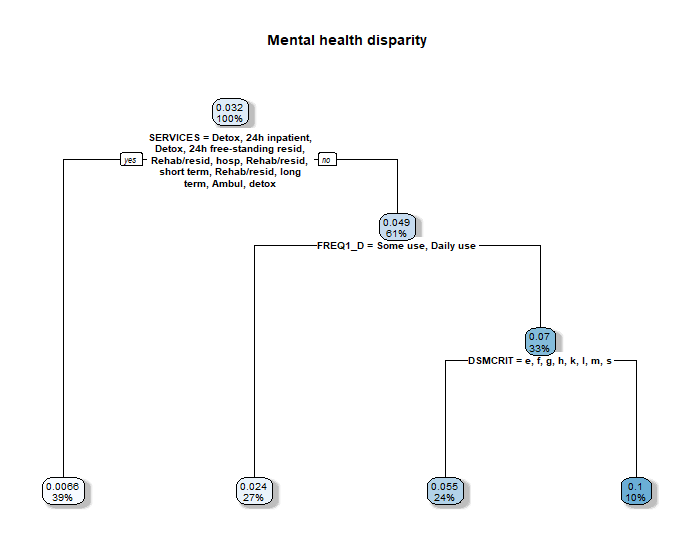 Mental health disparity
0.032
100%
SERVICES = Detox, 24h inpatient,
Detox, 24h free-standing resid,
yes Rehab/resid, hosp, Rehab/resid, no
short term, Rehab/resid, long
term, Ambul, detox
0.049
61%
FREQ1_D = Some use, Daily use
0.07
33%
DSMCRIT = e, f, g, h, k, l, m, s
0.0066
39%
0.024
27%
0.055
24%
0.1
10%